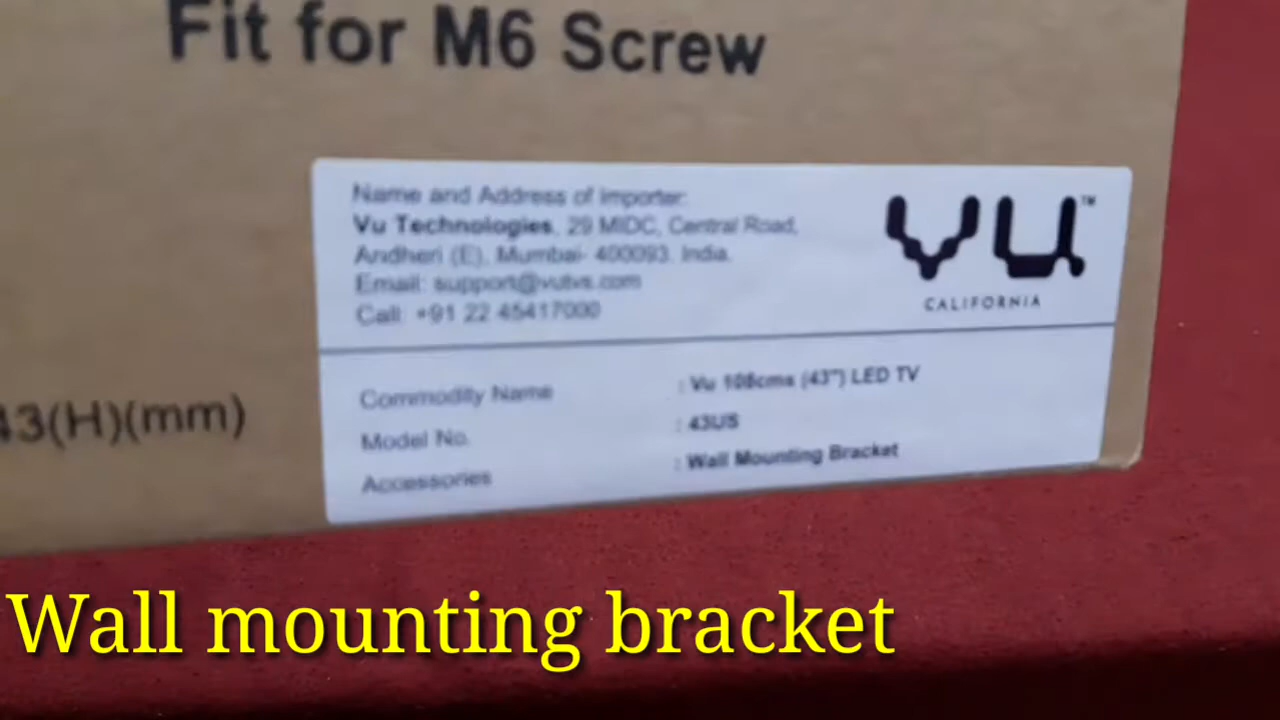 Fit for M6 Screw
Name and Address of Importer:
Vu Technologies, 29 MIDC, Central Road,
Andheri (E), Mumbai- 400093. India.
Email: support@vutvs.com
Call: +91 22 45417000
vu™
CALIFORNIA
Commodity Name : Vu 108cms (43") LED TV
Model No. : 43US
Accessories : Wall Mounting Bracket
43(H)(mm)
Wall mounting bracket